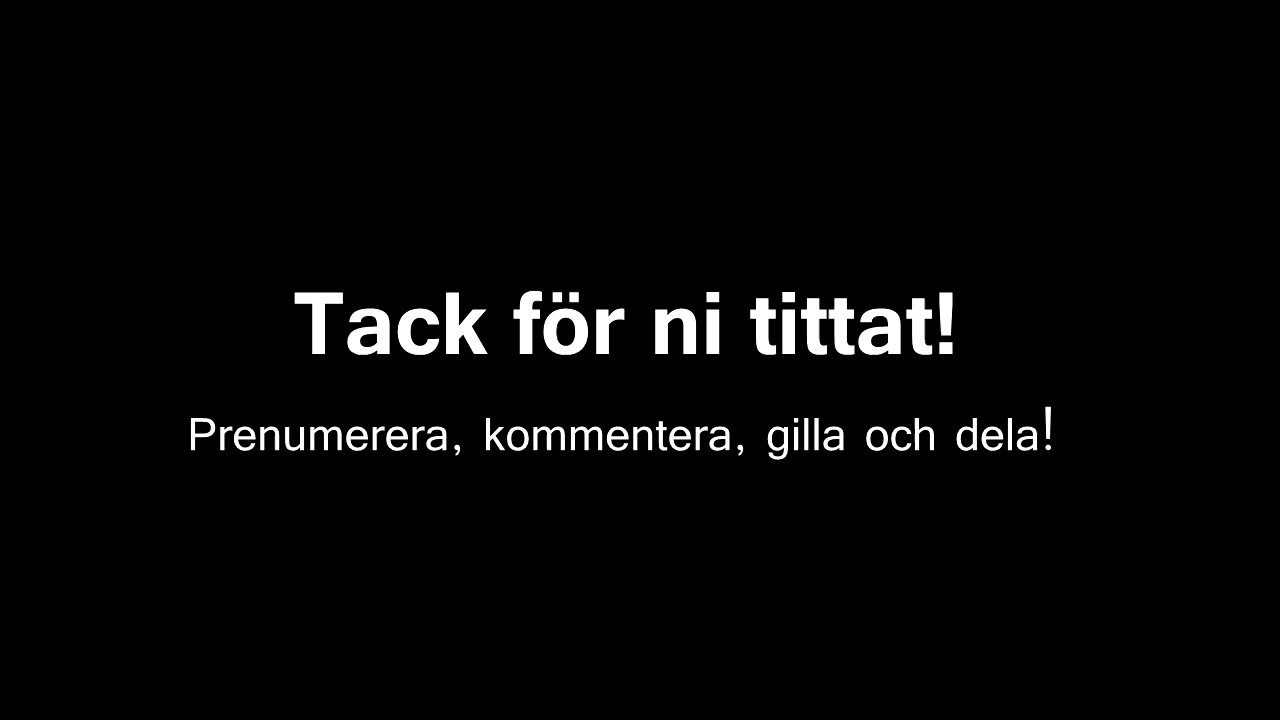 Tack för ni tittat!
Prenumerera, kommentera, gilla och dela!